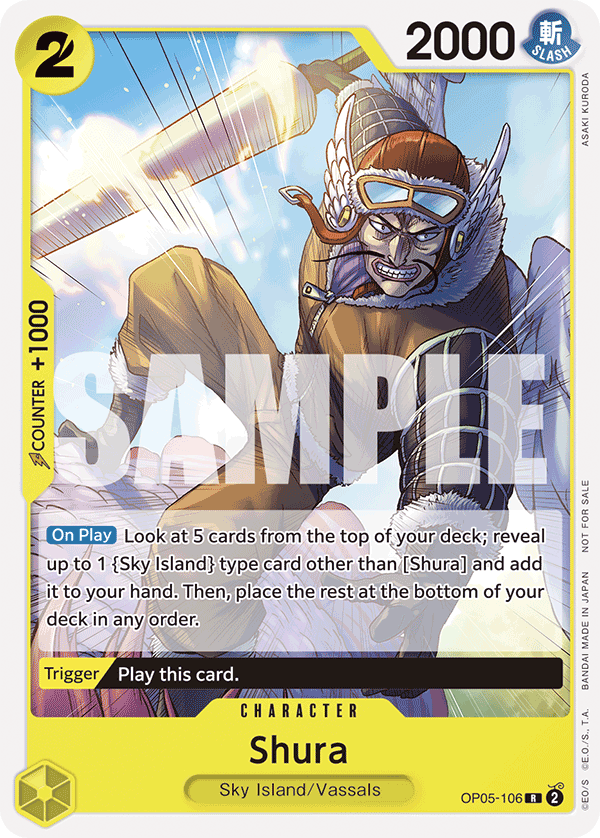 2
2000
斬
SLASH
ASAKI KURODA
COUNTER +1000
SAMPLE
On Play Look at 5 cards from the top of your deck; reveal
up to 1 {Sky Island} type card other than [Shura] and add
it to your hand. Then, place the rest at the bottom of your
deck in any order.
Trigger Play this card.
CHARACTER
Shura
Sky Island/Vassals
OP05-106 R 2
©EO/S ©E.O./S., T.A. BANDAI MADE IN JAPAN NOT FOR SALE